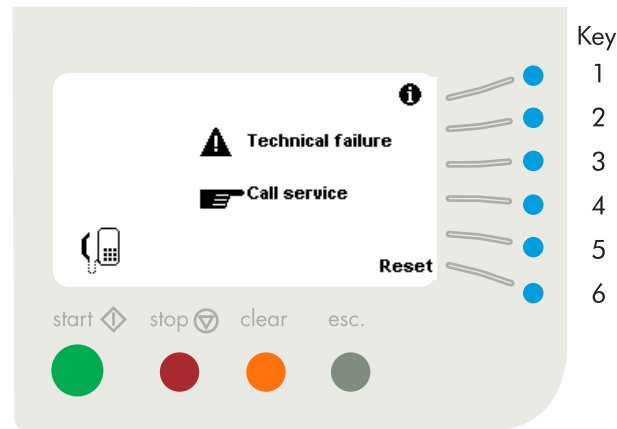 Key
1
2
Technical failure
3
Call service
4
5
Reset
6
start stop clear esc.